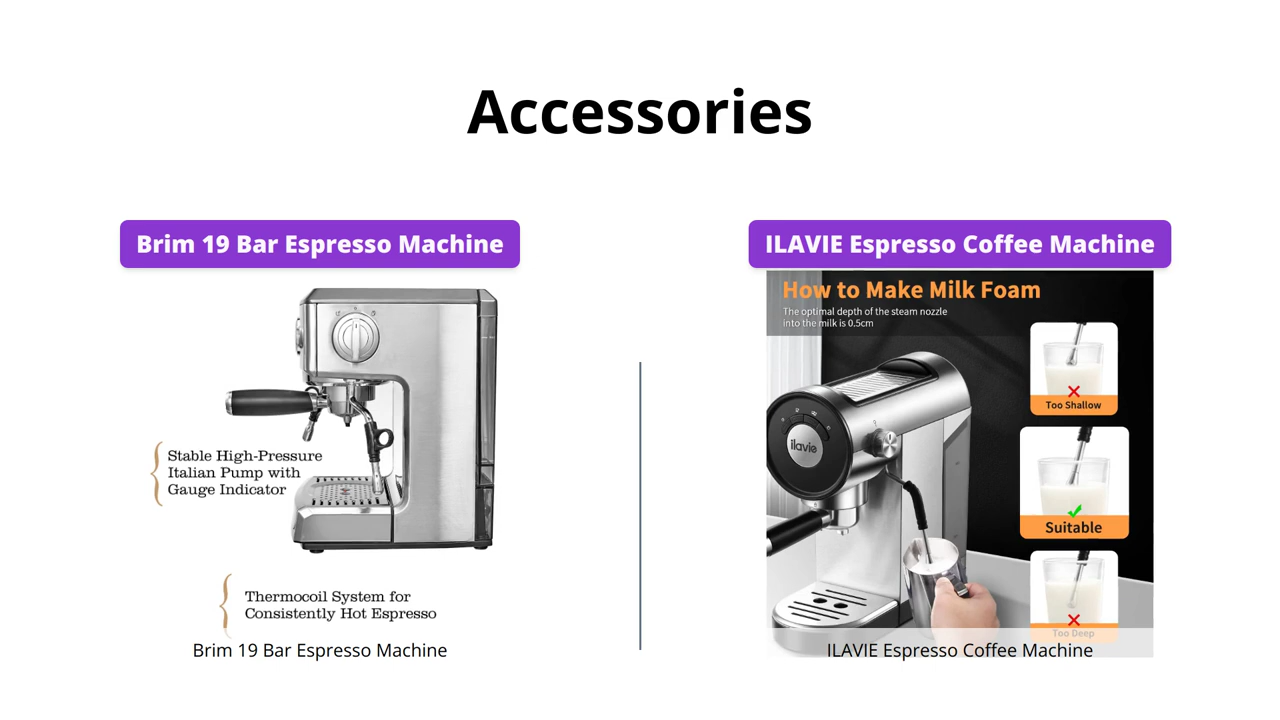 Accessories
Brim 19 Bar Espresso Machine
Stable High-Pressure
Italian Pump with
Gauge Indicator
Thermocoil System for
Consistently Hot Espresso
Brim 19 Bar Espresso Machine
ILAVIE Espresso Coffee Machine
How to Make Milk Foam
The optimal depth of the steam nozzle
into the milk is 0.5cm
Too Shallow
ilavie
Suitable
Too Deep
ILAVIE Espresso Coffee Machine